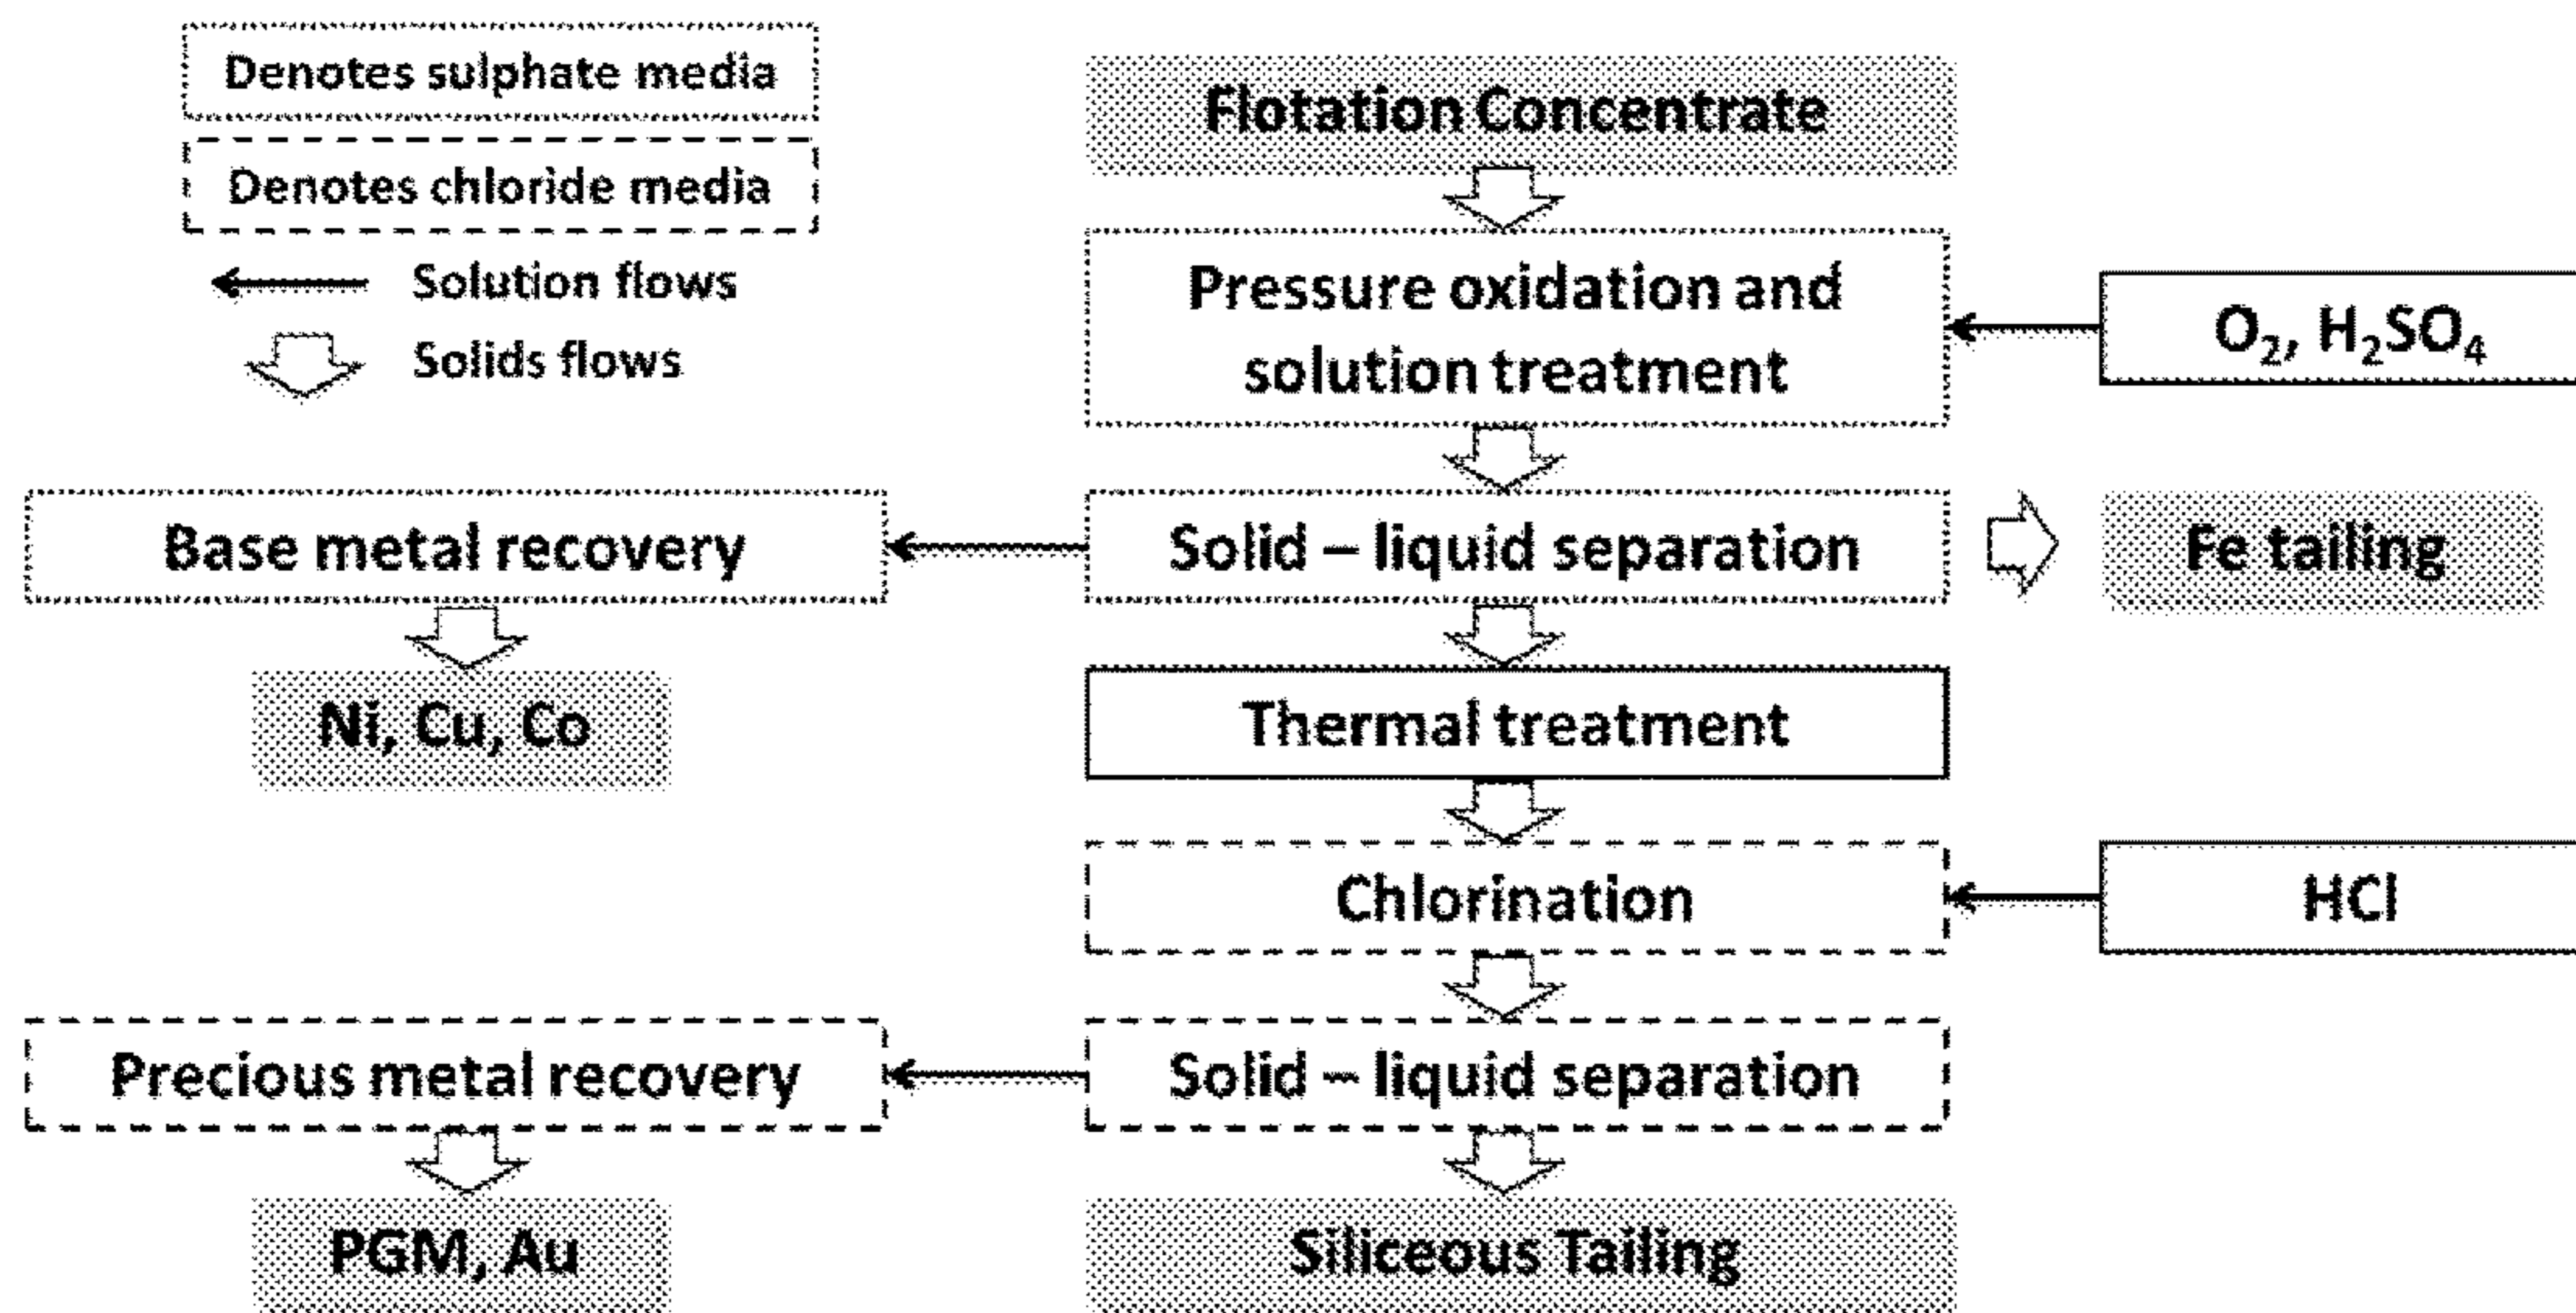 Denotes sulphate media
Denotes chloride media
Solution flows
Solids flows
Flotation Concentrate
Pressure oxidation and
solution treatment
O₂, H₂SO₄
Base metal recovery
Solid – liquid separation
Fe tailing
Ni, Cu, Co
Thermal treatment
Chlorination
HCl
Precious metal recovery
Solid – liquid separation
PGM, Au
Siliceous Tailing